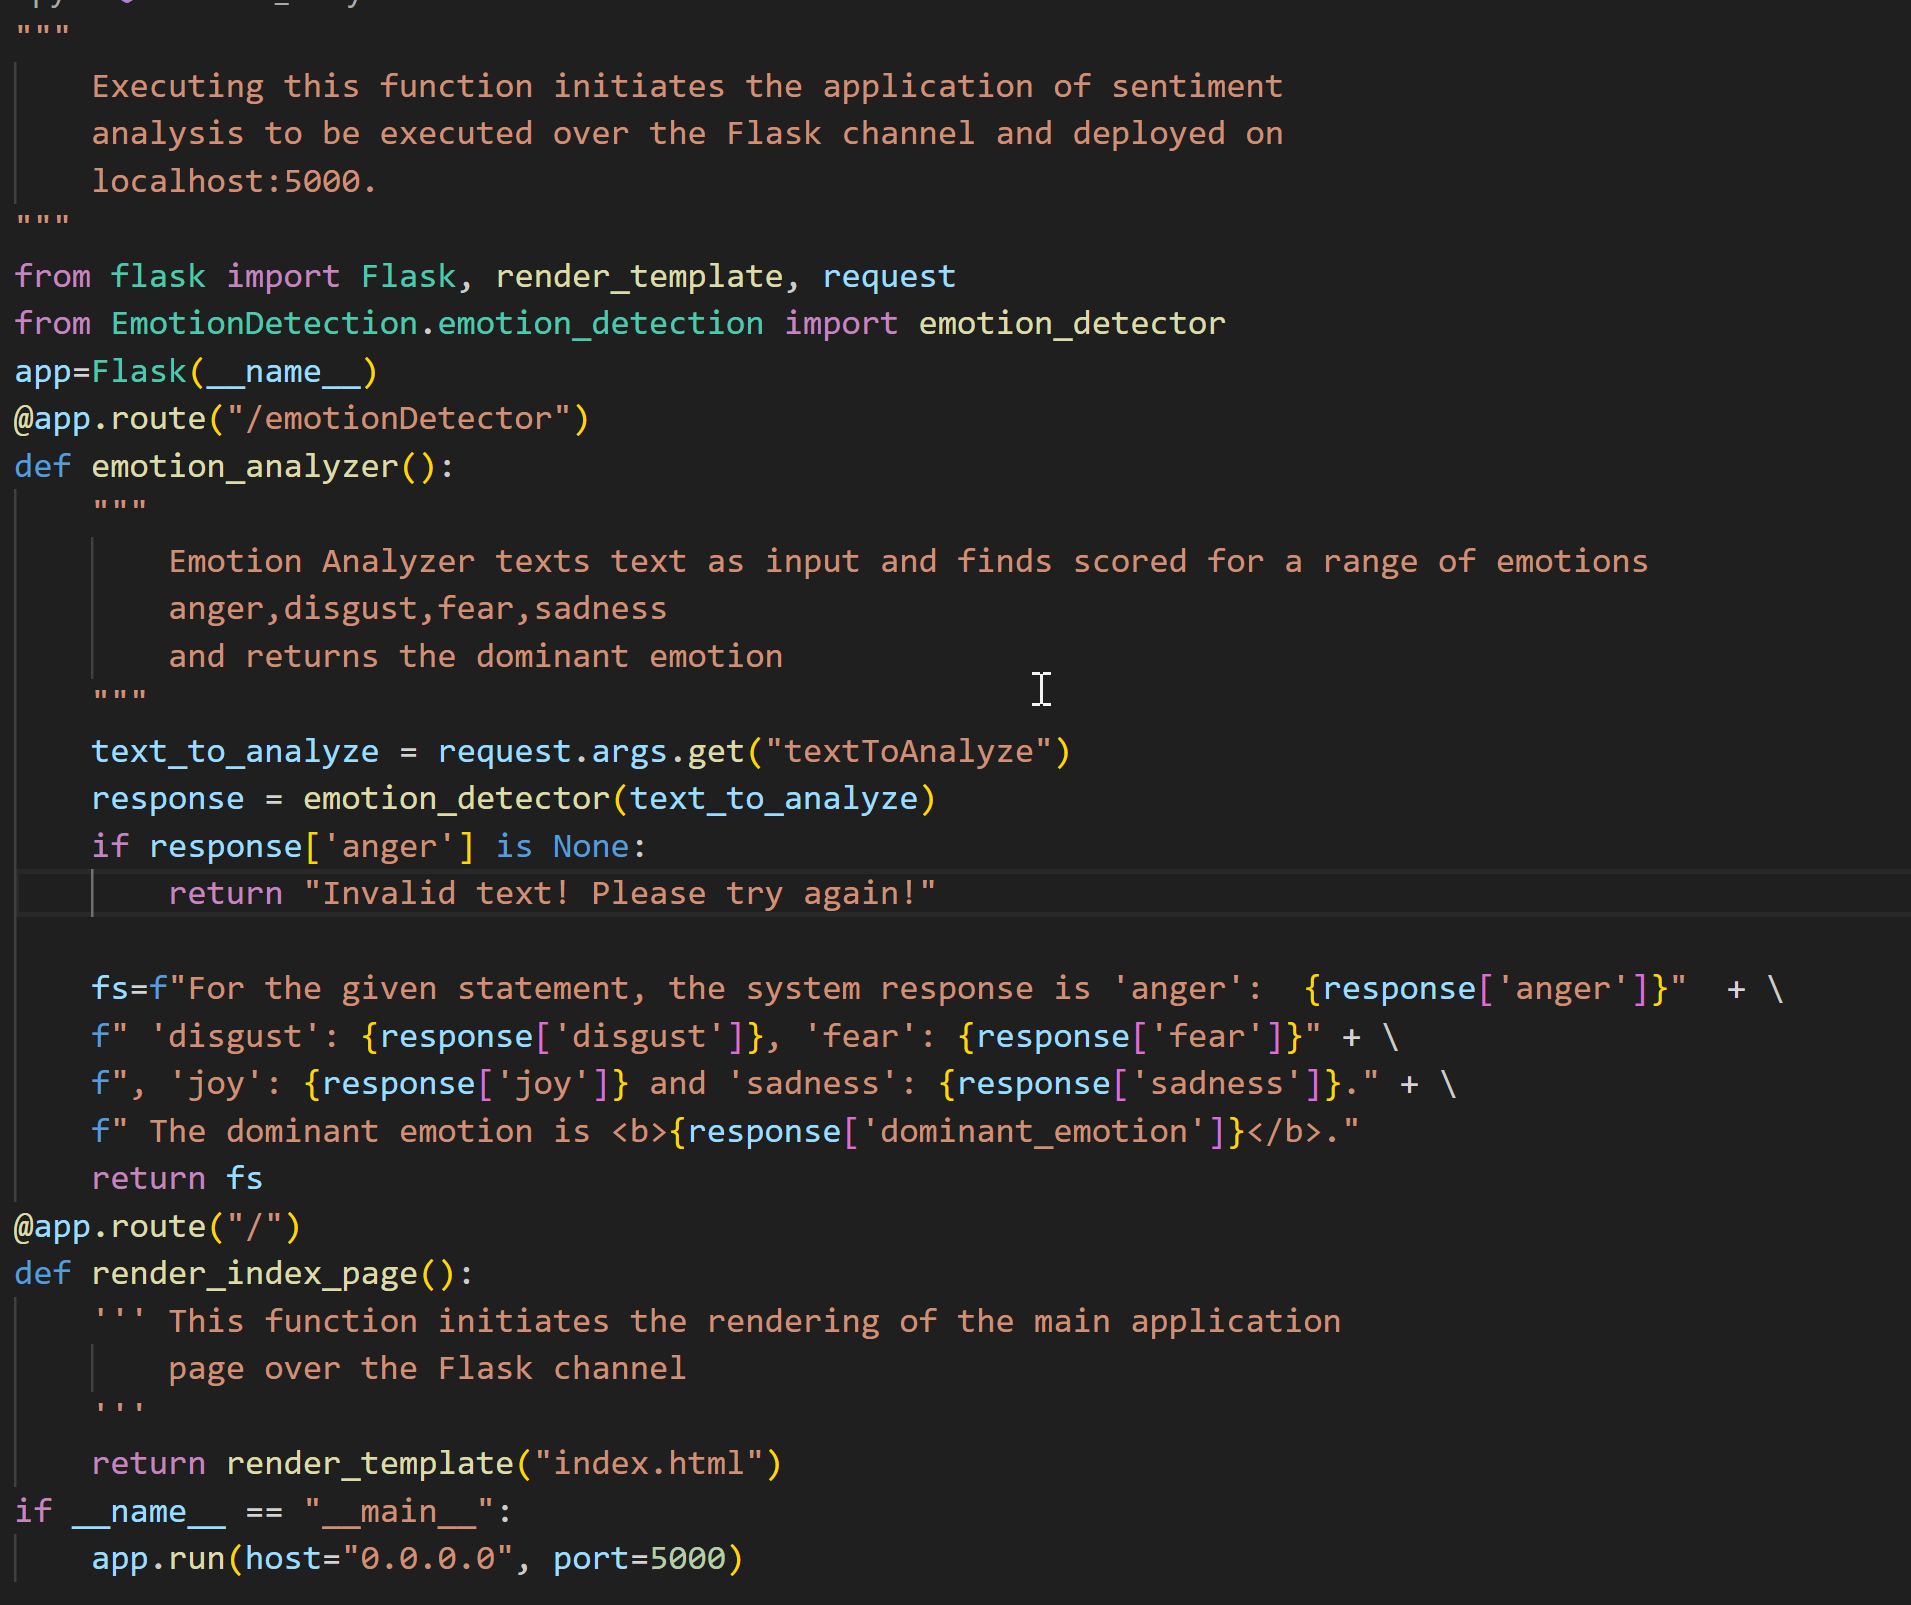 """
    Executing this function initiates the application of sentiment
    analysis to be executed over the Flask channel and deployed on
    localhost:5000.
"""
from flask import Flask, render_template, request
from EmotionDetection.emotion_detection import emotion_detector
app=Flask(__name__)
@app.route("/emotionDetector")
def emotion_analyzer():
    """
        Emotion Analyzer texts text as input and finds scored for a range of emotions
        anger,disgust,fear,sadness
        and returns the dominant emotion
    """
    text_to_analyze = request.args.get("textToAnalyze")
    response = emotion_detector(text_to_analyze)
    if response['anger'] is None:
        return "Invalid text! Please try again!"

    fs=f"For the given statement, the system response is 'anger':  {response['anger']}"  + \
    f" 'disgust': {response['disgust']}, 'fear': {response['fear']}" + \
    f", 'joy': {response['joy']} and 'sadness': {response['sadness']}." + \
    f" The dominant emotion is <b>{response['dominant_emotion']}</b>."
    return fs
@app.route("/")
def render_index_page():
    ''' This function initiates the rendering of the main application
        page over the Flask channel
    '''
    return render_template("index.html")
if __name__ == "__main__":
    app.run(host="0.0.0.0", port=5000)